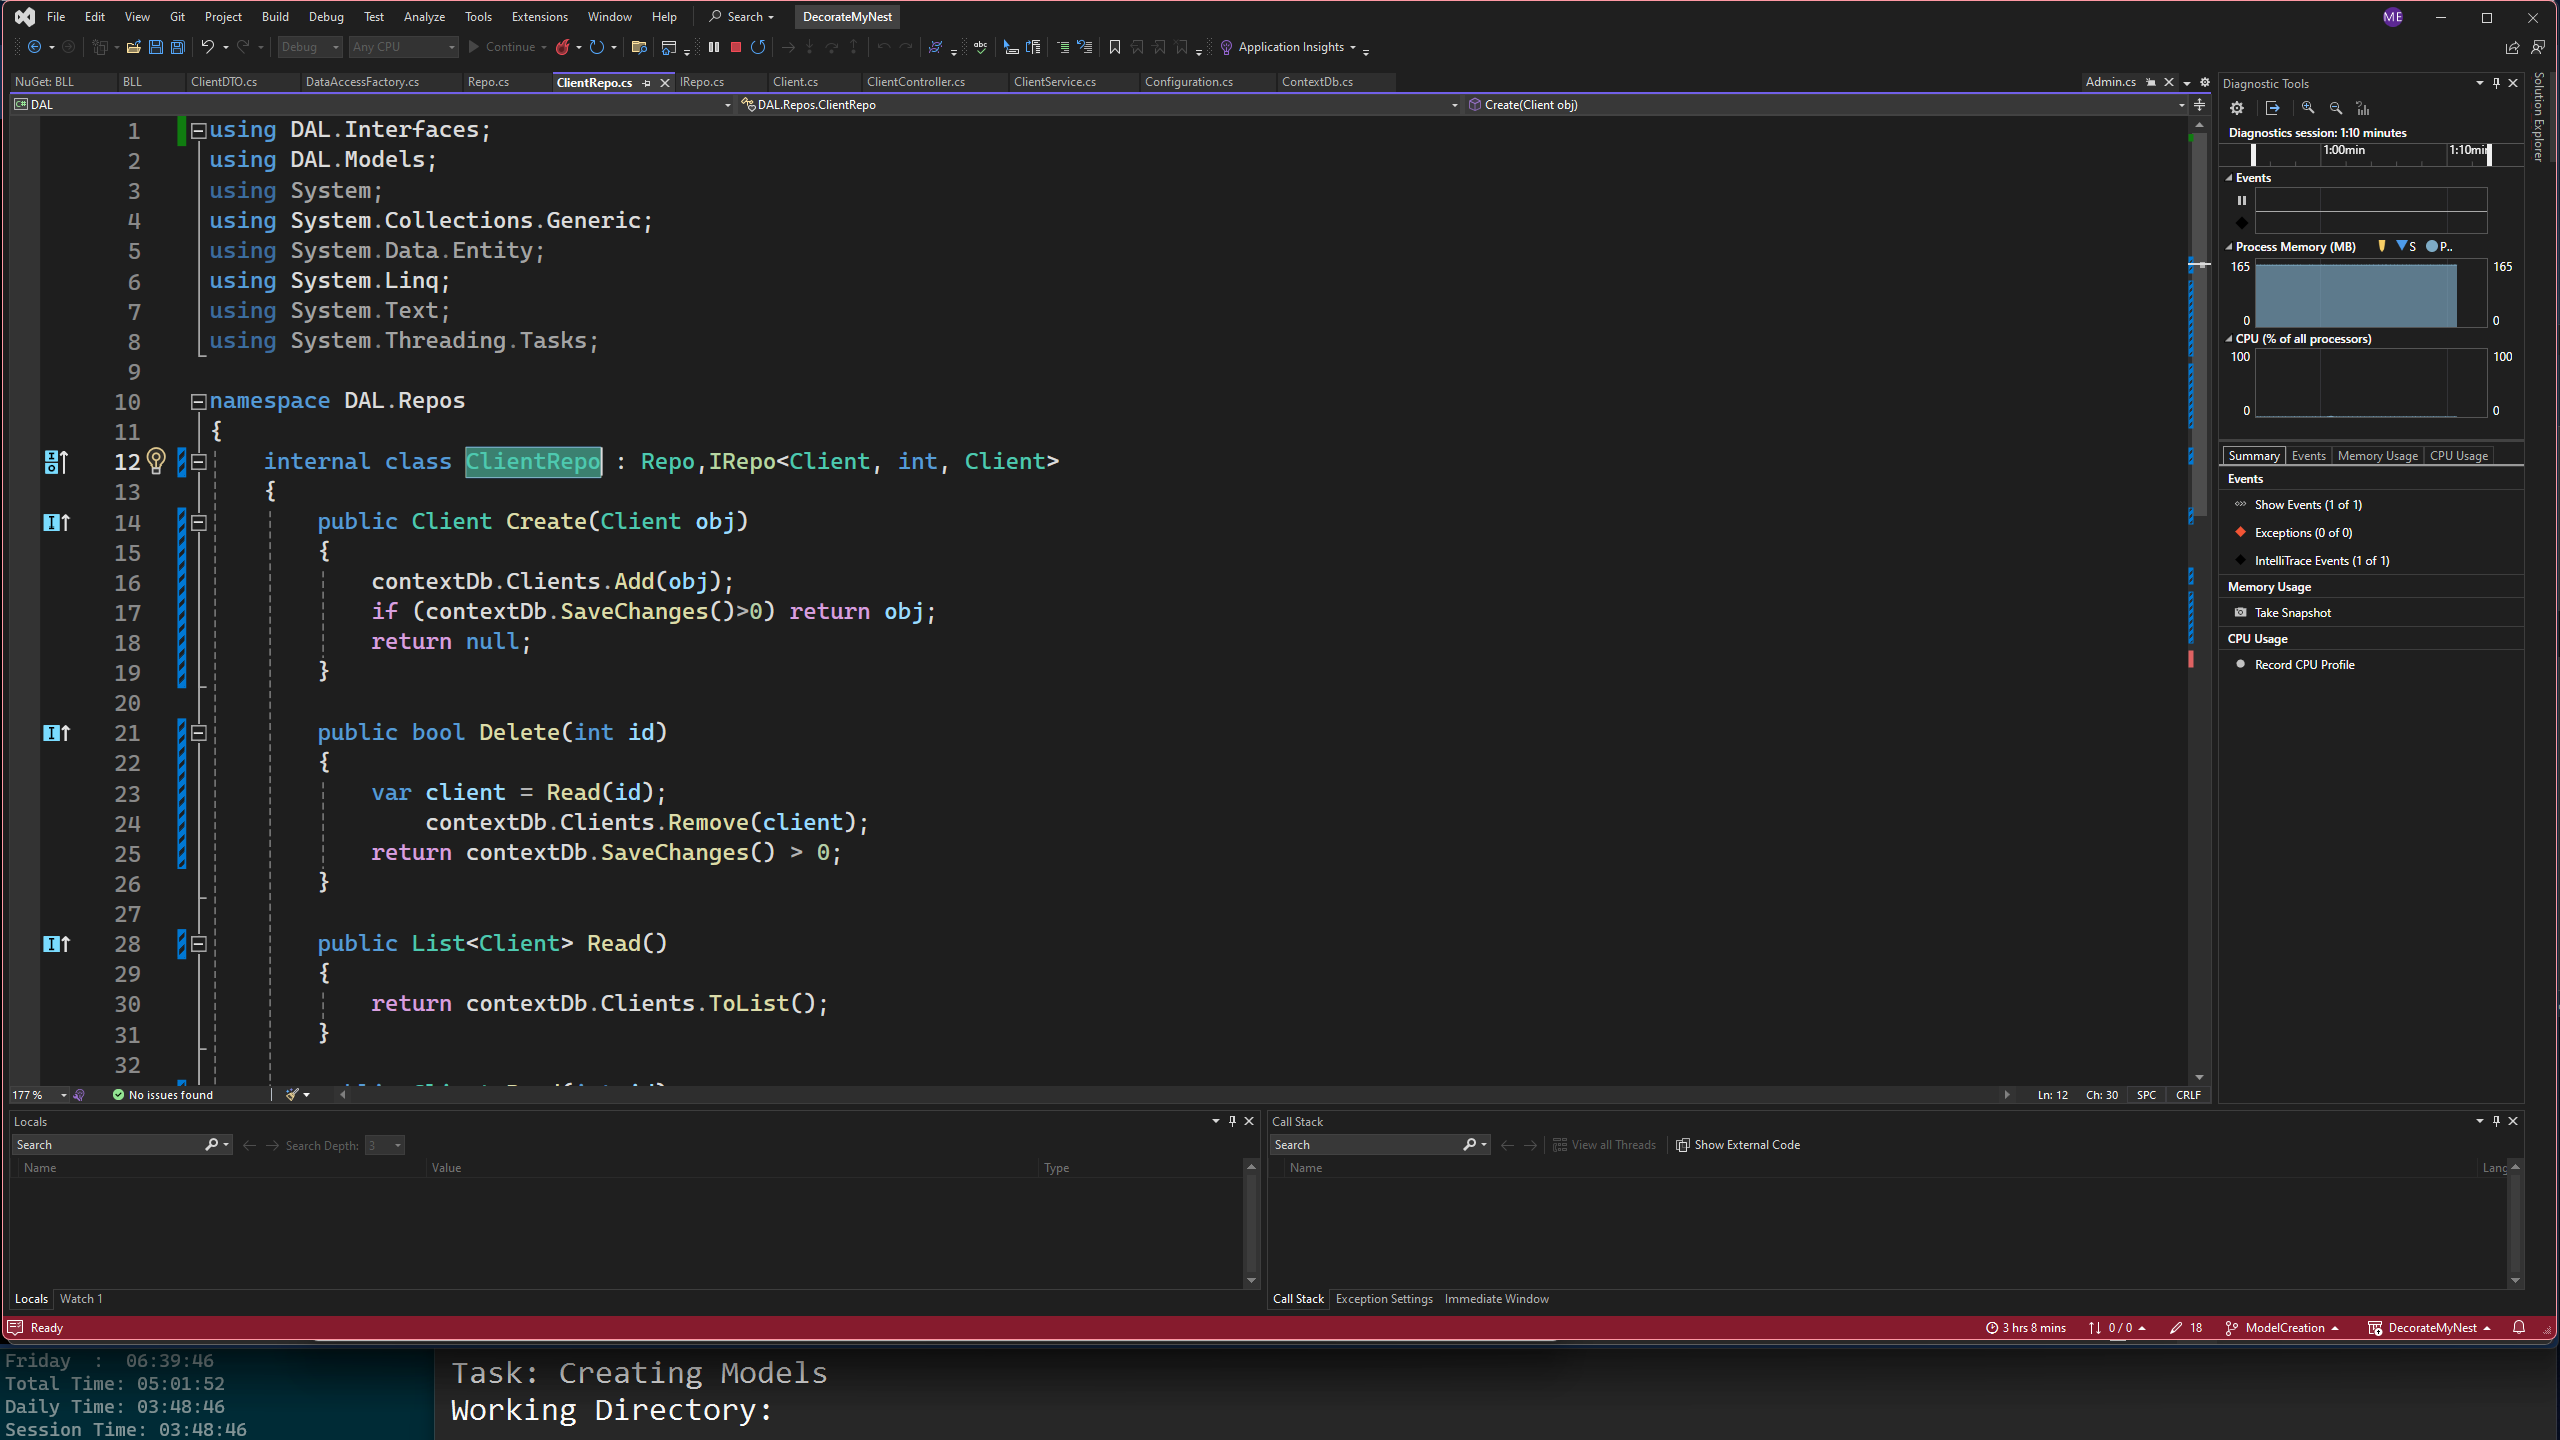 File Edit View Git Project Build Debug Test Analyze Tools Extensions Window Help Search DecorateMyNest ME
Debug Any CPU Continue Application Insights
NuGet: BLL BLL ClientDTO.cs DataAccessFactory.cs Repo.cs ClientRepo.cs IRepo.cs Client.cs ClientController.cs ClientService.cs Configuration.cs ContextDb.cs Admin.cs
DAL DAL.Repos.ClientRepo Create(Client obj)
1 using DAL.Interfaces;
2 using DAL.Models;
3 using System;
4 using System.Collections.Generic;
5 using System.Data.Entity;
6 using System.Linq;
7 using System.Text;
8 using System.Threading.Tasks;
9
10 namespace DAL.Repos
11 {
12 internal class ClientRepo : Repo,IRepo<Client, int, Client>
13 {
14 public Client Create(Client obj)
15 {
16 contextDb.Clients.Add(obj);
17 if (contextDb.SaveChanges()>0) return obj;
18 return null;
19 }
20
21 public bool Delete(int id)
22 {
23 var client = Read(id);
24 contextDb.Clients.Remove(client);
25 return contextDb.SaveChanges() > 0;
26 }
27
28 public List<Client> Read()
29 {
30 return contextDb.Clients.ToList();
31 }
32
177 % No issues found Ln: 12 Ch: 30 SPC CRLF
Diagnostic Tools
Diagnostics session: 1:10 minutes
1:00min 1:10min
Events
Process Memory (MB) S P..
165 165
0 0
CPU (% of all processors)
100 100
0 0
Summary Events Memory Usage CPU Usage
Events
Show Events (1 of 1)
Exceptions (0 of 0)
IntelliTrace Events (1 of 1)
Memory Usage
Take Snapshot
CPU Usage
Record CPU Profile
Solution Explorer
Locals
Search Search Depth: 3
Name Value Type
Locals Watch 1
Call Stack
Search View all Threads Show External Code
Name Lang
Call Stack Exception Settings Immediate Window
Ready 3 hrs 8 mins 0 / 0 18 ModelCreation DecorateMyNest
Friday : 06:39:46
Total Time: 05:01:52
Daily Time: 03:48:46
Session Time: 03:48:46
Task: Creating Models
Working Directory: